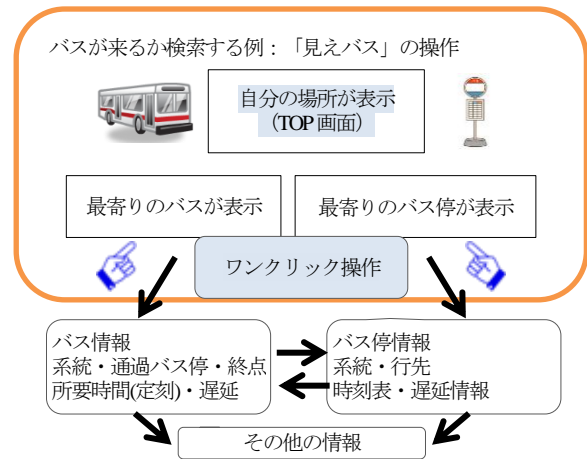 バスが来るか検索する例：「見えバス」の操作
自分の場所が表示
（TOP 画面）
最寄りのバスが表示
最寄りのバス停が表示
ワンクリック操作
バス情報
系統・通過バス停・終点
所要時間(定刻)・遅延
バス停情報
系統・行先
時刻表・遅延情報
その他の情報